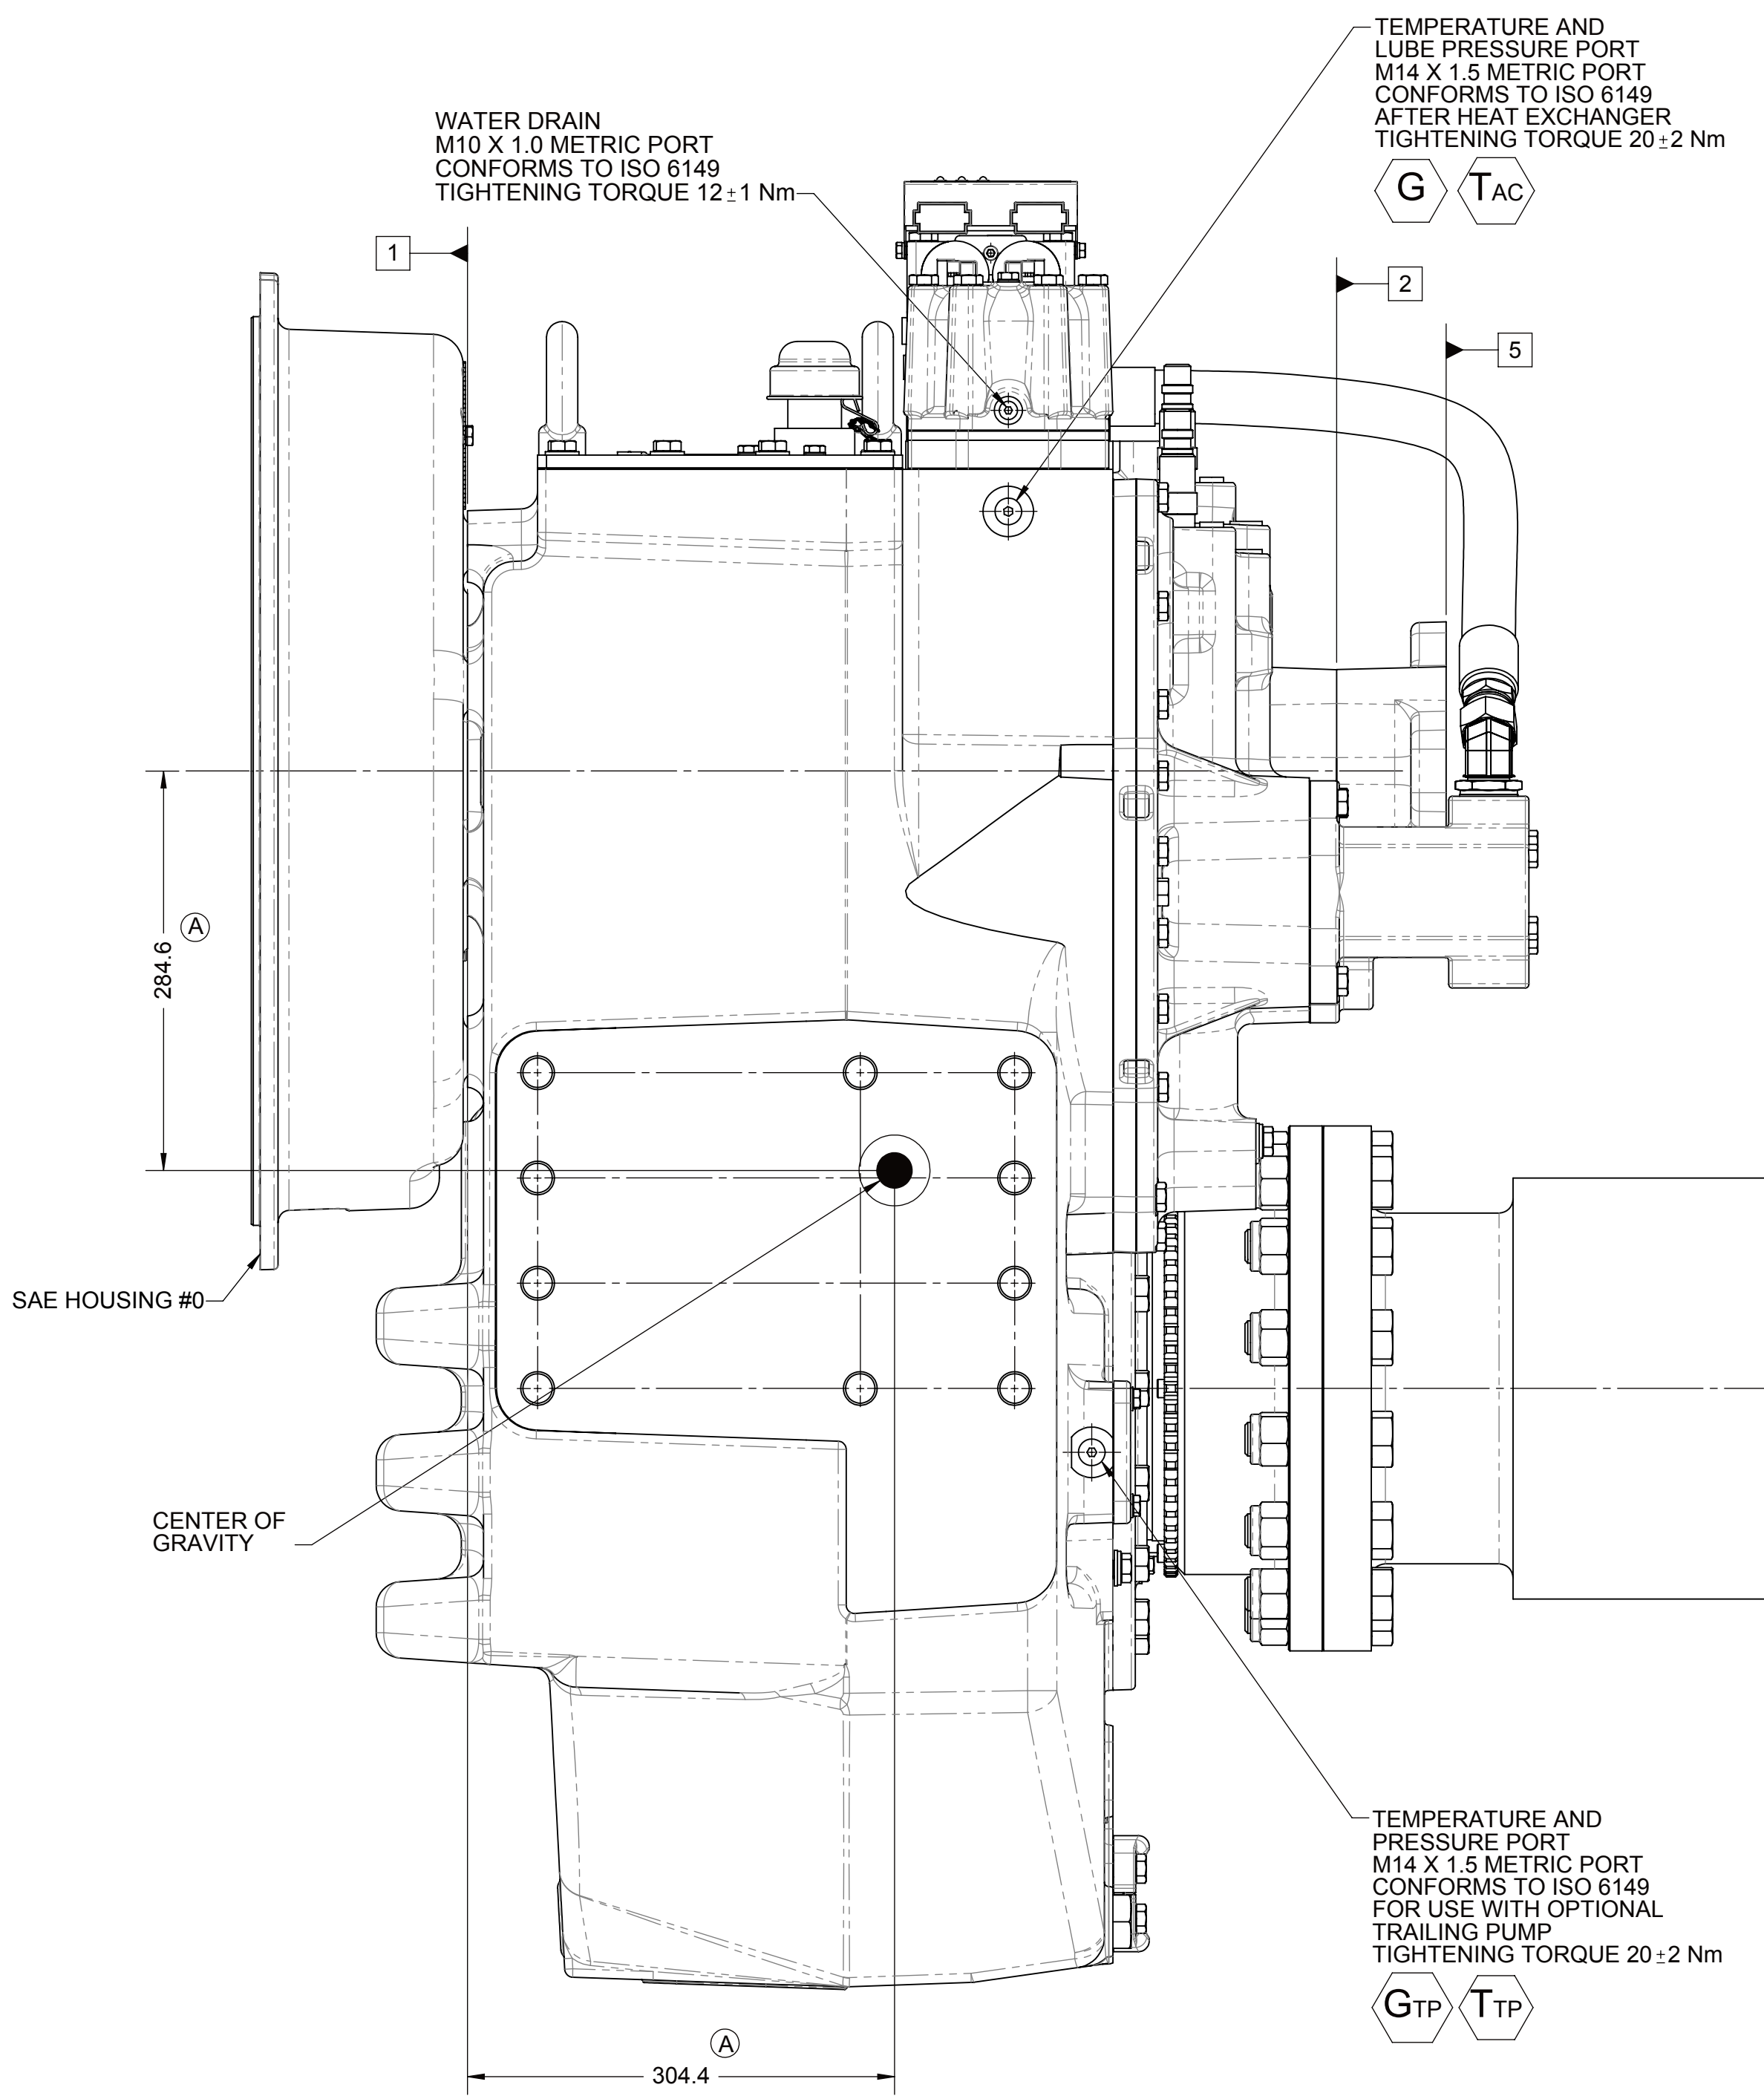 TEMPERATURE AND
LUBE PRESSURE PORT
M14 X 1.5 METRIC PORT
CONFORMS TO ISO 6149
AFTER HEAT EXCHANGER
TIGHTENING TORQUE 20±2 Nm
G TAC
WATER DRAIN
M10 X 1.0 METRIC PORT
CONFORMS TO ISO 6149
TIGHTENING TORQUE 12±1 Nm
1
2
5
284.6
A
SAE HOUSING #0
CENTER OF
GRAVITY
TEMPERATURE AND
PRESSURE PORT
M14 X 1.5 METRIC PORT
CONFORMS TO ISO 6149
FOR USE WITH OPTIONAL
TRAILING PUMP
TIGHTENING TORQUE 20±2 Nm
GTP TTP
A
304.4